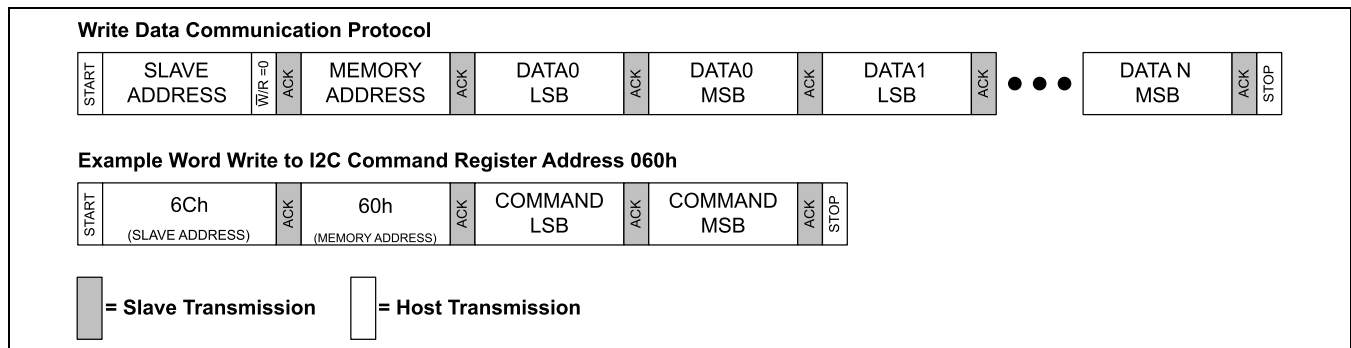 Write Data Communication Protocol
START SLAVE ADDRESS W̅/R =0 ACK MEMORY ADDRESS ACK DATA0 LSB ACK DATA0 MSB ACK DATA1 LSB ACK ●●● DATA N MSB ACK STOP
Example Word Write to I2C Command Register Address 060h
START 6Ch (SLAVE ADDRESS) ACK 60h (MEMORY ADDRESS) ACK COMMAND LSB ACK COMMAND MSB ACK STOP
= Slave Transmission = Host Transmission